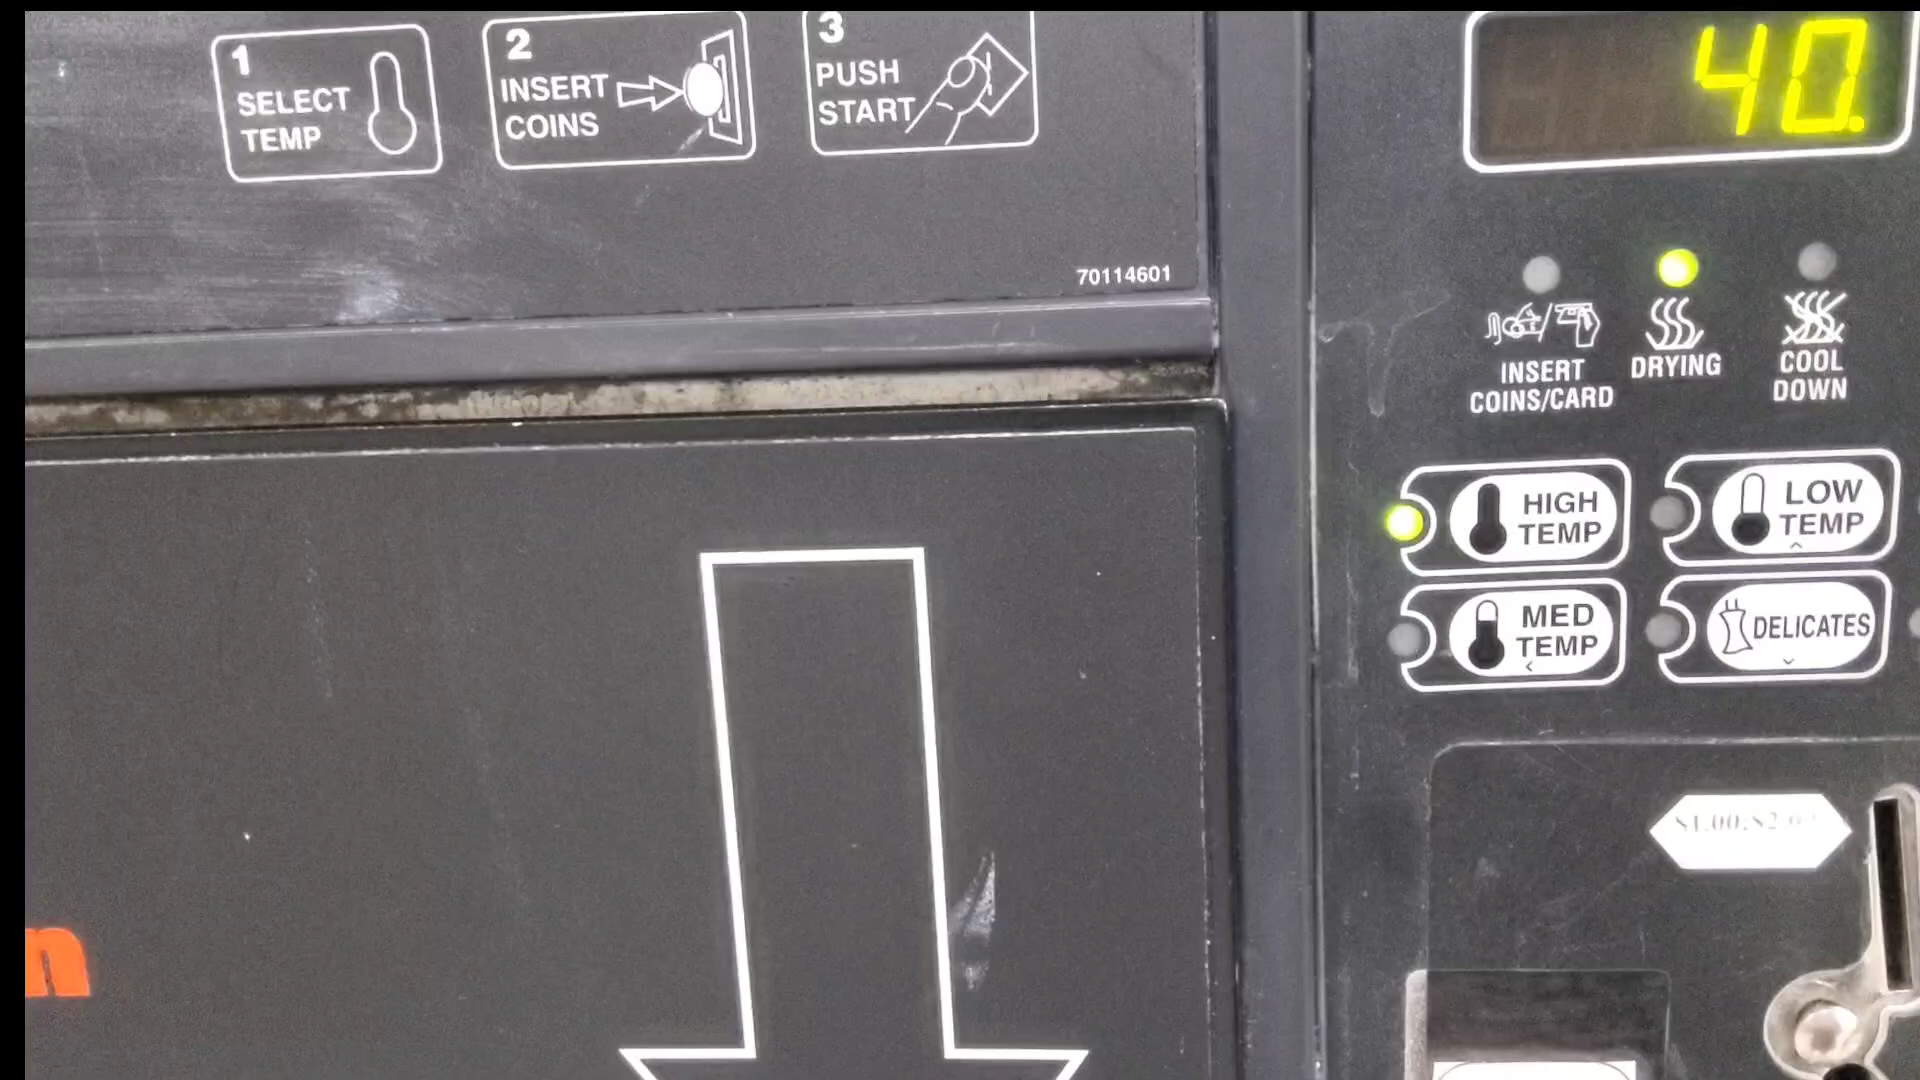 1
SELECT
TEMP
2
INSERT
COINS
3
PUSH
START
70114601
40.
INSERT
COINS/CARD
DRYING
COOL
DOWN
HIGH
TEMP
LOW
TEMP
MED
TEMP
DELICATES
n